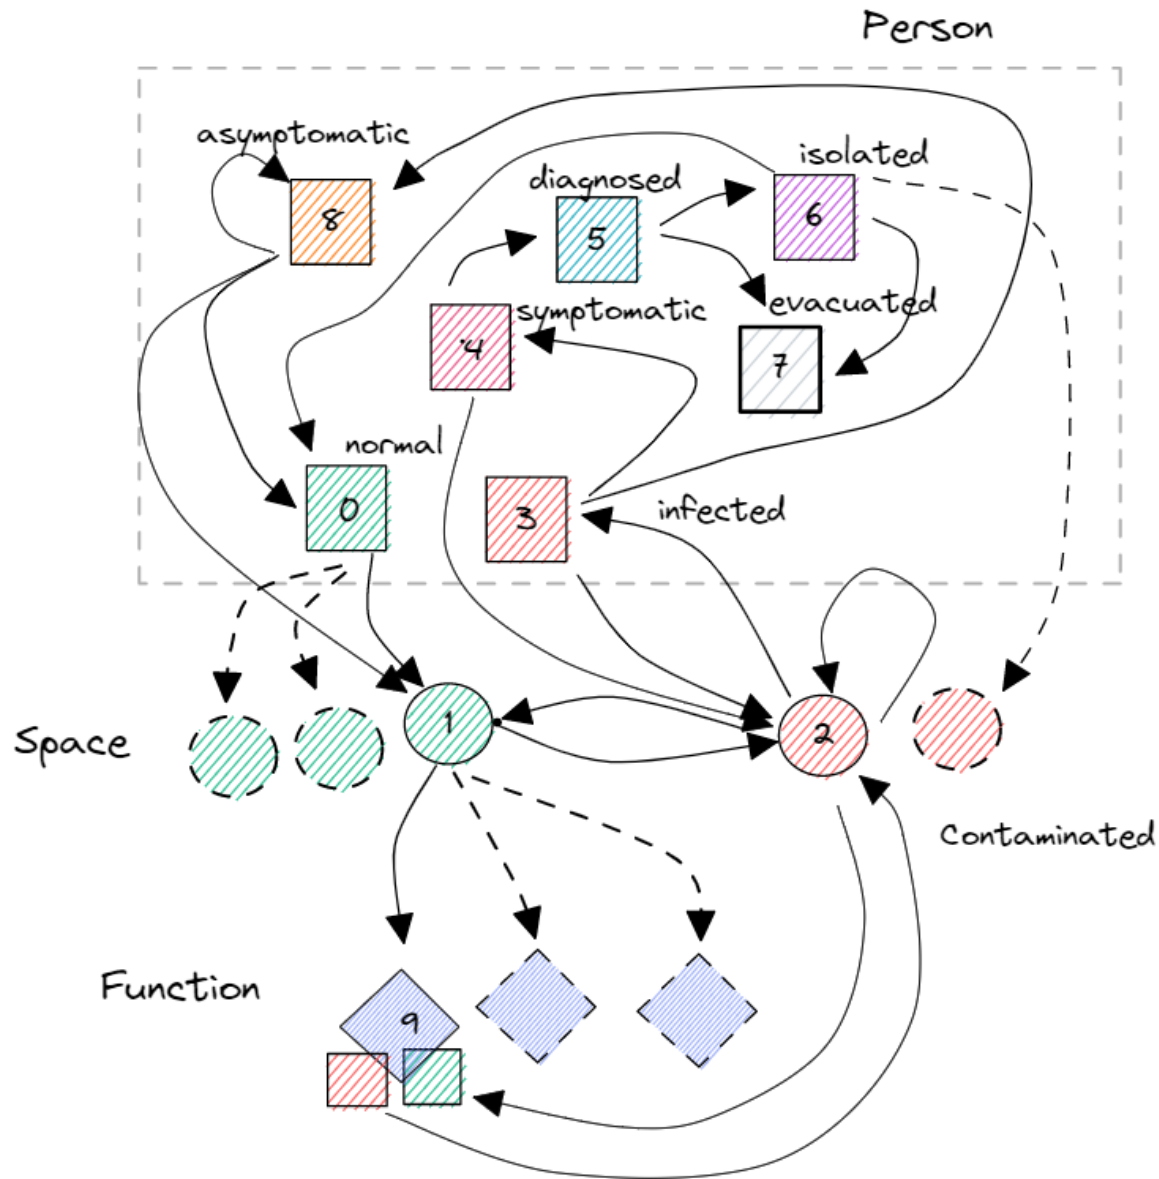 Person
asymptomatic
isolated
diagnosed
8
6
5
evacuated
symptomatic
4
7
normal
0
3
infected
1
2
Space
Contaminated
Function
9